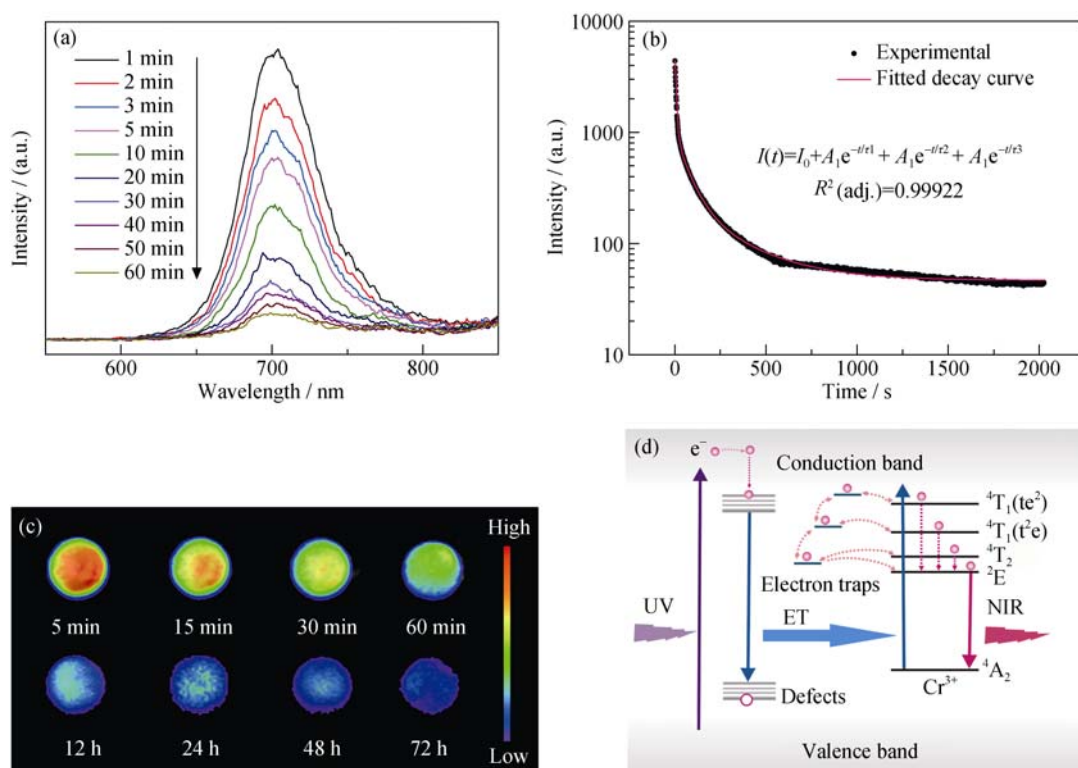 (a)
1 min
2 min
3 min
5 min
10 min
20 min
30 min
40 min
50 min
60 min
Intensity / (a.u.)
600 700 800
Wavelength / nm
(b)
10000
1000
100
10
Intensity / (a.u.)
Experimental
Fitted decay curve
I(t)=I₀+A₁e^{-t/τ1} + A₁e^{-t/τ2} + A₁e^{-t/τ3}
R² (adj.)=0.99922
0 500 1000 1500 2000
Time / s
(c)
High
5 min 15 min 30 min 60 min
12 h 24 h 48 h 72 h
Low
(d)
e⁻
Conduction band
⁴T₁(te²)
⁴T₁(t²e)
⁴T₂
²E
Electron traps
UV
ET
NIR
⁴A₂
Defects
Cr³⁺
Valence band